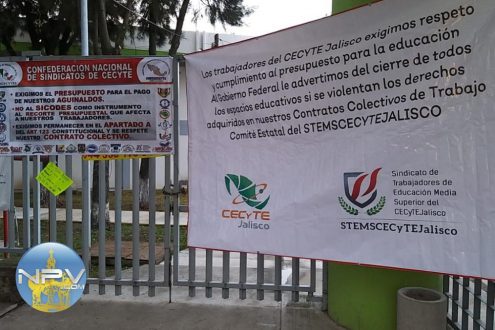 CONFEDERACIÓN NACIONAL
DE SINDICATOS DE CECYTE
• EXIGIMOS EL PRESUPUESTO PARA EL PAGO
DE NUESTROS AGUINALDOS.
•NO AL SICODES COMO INSTRUMENTO
AL RECORTE PRESUPUESTAL QUE AFECTA
A NUESTROS TRABAJADORES.
•EXIGIMOS PERMANECER EN EL APARTADO A
DEL ART 123 CONSTITUCIONAL Y SE RESPETE
NUESTRO CONTRATO COLECTIVO.
Los trabajadores del CECYTE Jalisco exigimos respeto
y cumplimiento al presupuesto para la educación
Al Gobierno Federal le advertimos del cierre de todos
los espacios educativos si se violentan los derechos
adquiridos en nuestros Contratos Colectivos de Trabajo
Comité Estatal del STEMSCECyTEJALISCO
CECyTE
Jalisco
Sindicato de
Trabajadores de
Educación Media
Superior del
CECyTEJalisco
STEMSCECyTEJalisco
NPV
.COM